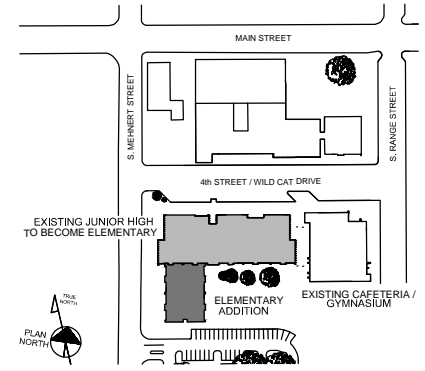 MAIN STREET
S. MEHNERT STREET
S. RANGE STREET
4th STREET / WILD CAT DRIVE
EXISTING JUNIOR HIGH
TO BECOME ELEMENTARY
ELEMENTARY
ADDITION
EXISTING CAFETERIA /
GYMNASIUM
TRUE
NORTH
PLAN
NORTH